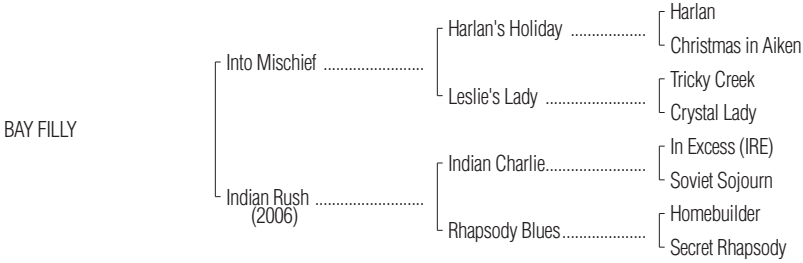 Harlan
Harlan's Holiday ..................
Christmas in Aiken
Into Mischief ........................
Tricky Creek
Leslie's Lady ........................
Crystal Lady
BAY FILLY
In Excess (IRE)
Indian Charlie........................
Soviet Sojourn
Indian Rush ..........................
(2006)
Homebuilder
Rhapsody Blues....................
Secret Rhapsody